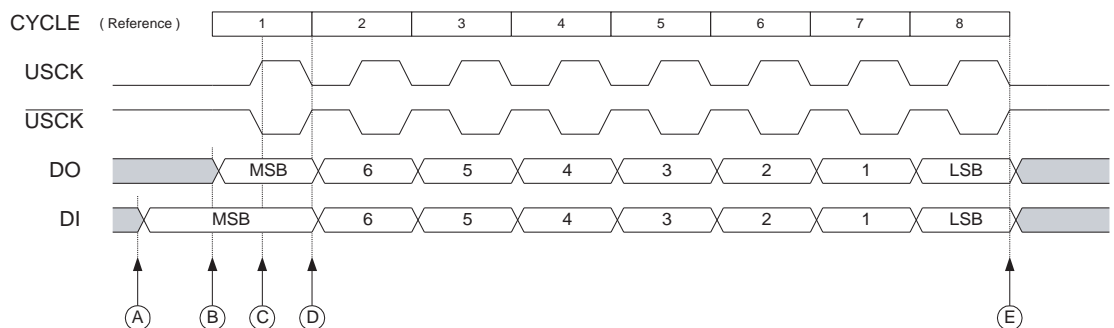 CYCLE ( Reference ) 1 2 3 4 5 6 7 8
USCK
USCK
DO MSB 6 5 4 3 2 1 LSB
DI MSB 6 5 4 3 2 1 LSB
A B C D E